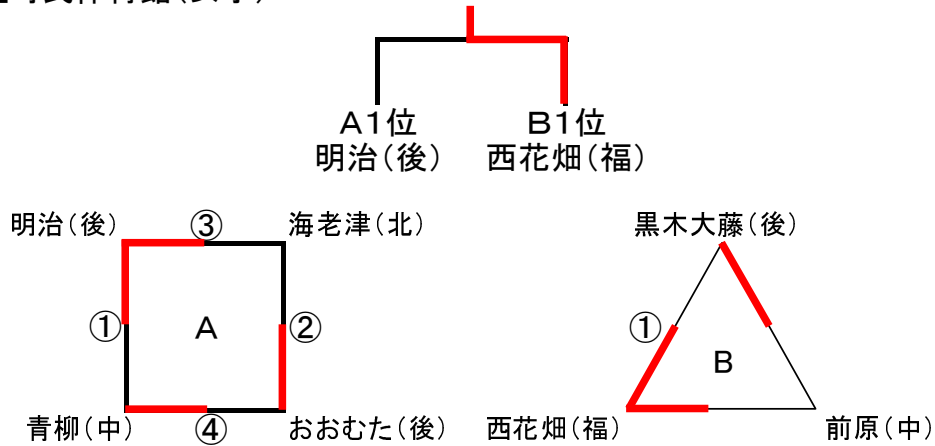 A1位 B1位
明治(後) 西花畑(福)
明治(後) ③ 海老津(北) 黒木大藤(後)
① A ② ① B
青柳(中) ④ おおむた(後) 西花畑(福) 前原(中)